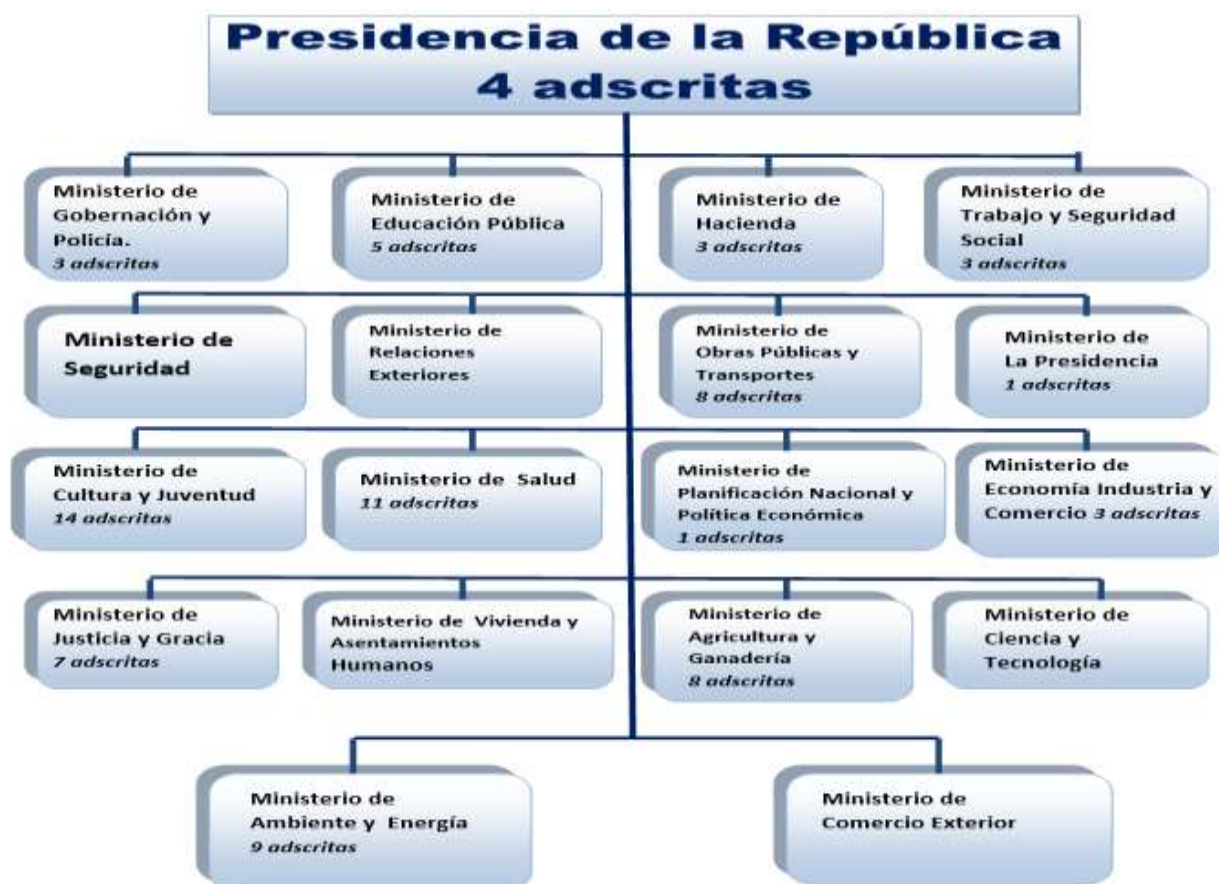 Presidencia de la República
4 adscritas
Ministerio de
Gobernación y
Policía.
3 adscritas
Ministerio de
Educación Pública
5 adscritas
Ministerio de
Hacienda
3 adscritas
Ministerio de
Trabajo y Seguridad
Social
3 adscritas
Ministerio de
Seguridad
Ministerio de
Relaciones
Exteriores
Ministerio de
Obras Públicas y
Transportes
8 adscritas
Ministerio de
La Presidencia
1 adscritas
Ministerio de
Cultura y Juventud
14 adscritas
Ministerio de Salud
11 adscritas
Ministerio de
Planificación Nacional y
Política Económica
1 adscritas
Ministerio de
Economía Industria y
Comercio 3 adscritas
Ministerio de
Justicia y Gracia
7 adscritas
Ministerio de Vivienda y
Asentamientos
Humanos
Ministerio de
Agricultura y
Ganadería
8 adscritas
Ministerio de
Ciencia y
Tecnología
Ministerio de
Ambiente y Energía
9 adscritas
Ministerio de
Comercio Exterior